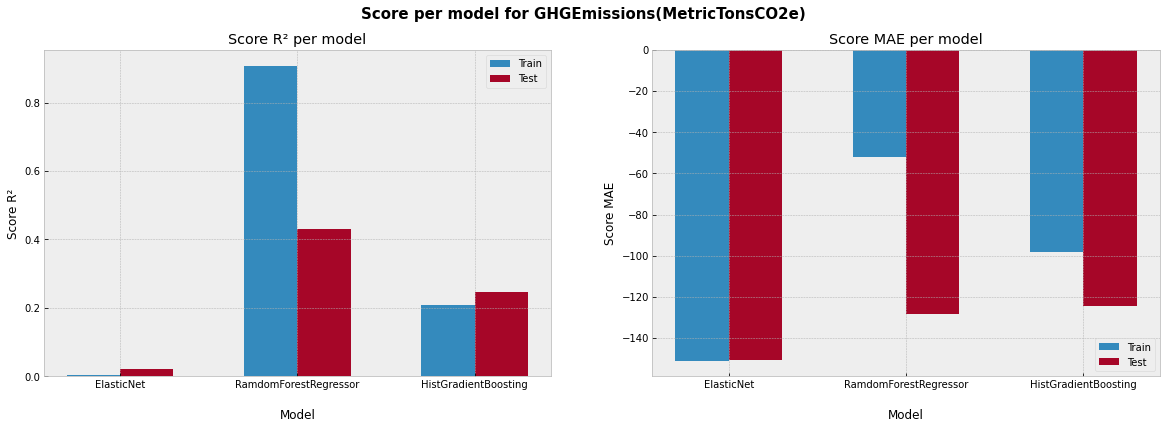 Score per model for GHGEmissions(MetricTonsCO2e)
Score R² per model
Score R²
0.8
0.6
0.4
0.2
0.0
Train
Test
ElasticNet
RamdomForestRegressor
HistGradientBoosting
Model
Score MAE per model
Score MAE
0
−20
−40
−60
−80
−100
−120
−140
Train
Test
ElasticNet
RamdomForestRegressor
HistGradientBoosting
Model